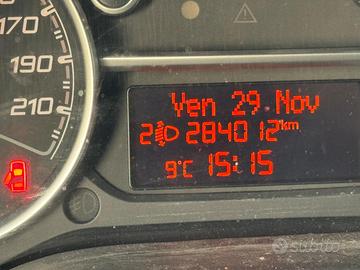 170
190
210
Ven 29 Nov
2 284012 km
9°C 15:15
subito